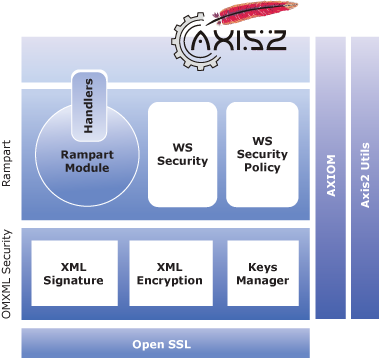 AXIS2
Handlers
Rampart
Module
WS
Security
WS
Security
Policy
Rampart
XML
Signature
XML
Encryption
Keys
Manager
OMXML Security
Open SSL
AXIOM
Axis2 Utils